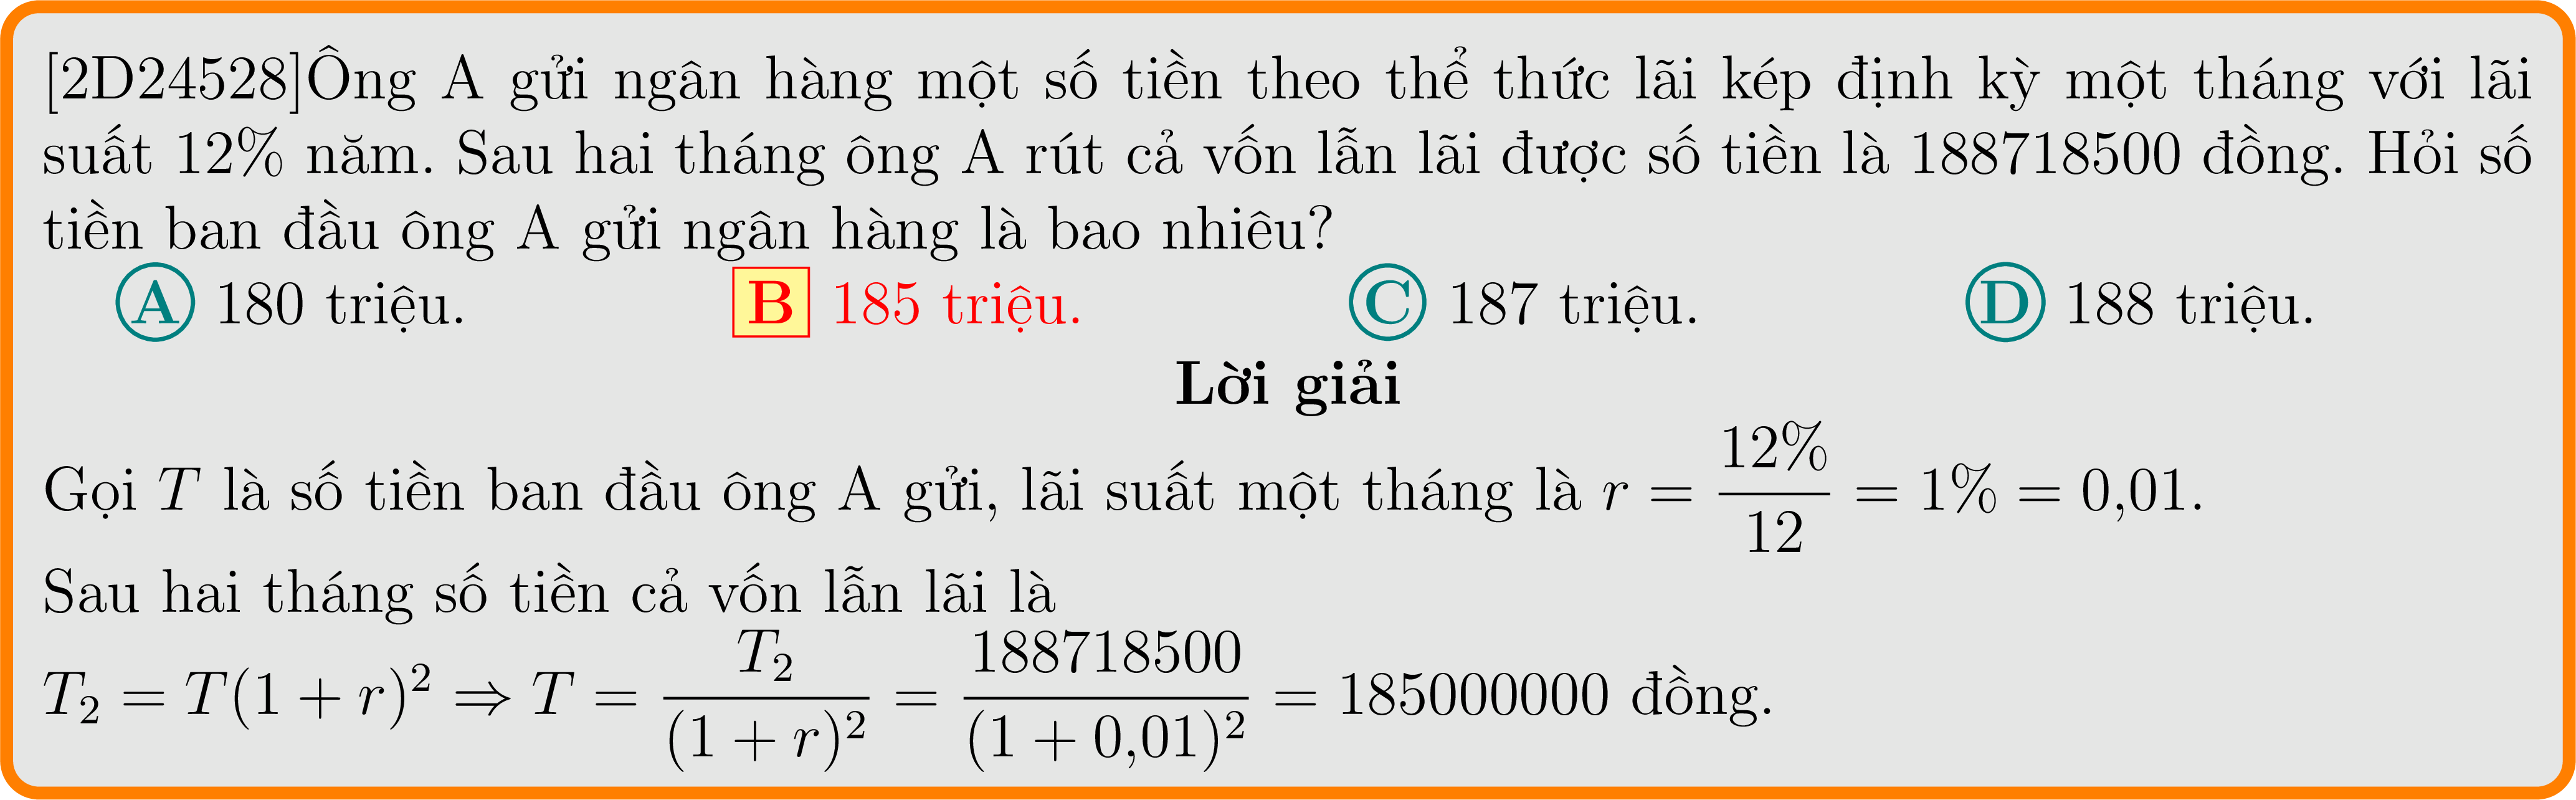 [2D24528]Ông A gửi ngân hàng một số tiền theo thể thức lãi kép định kỳ một tháng với lãi
suất 12% năm. Sau hai tháng ông A rút cả vốn lẫn lãi được số tiền là 188718500 đồng. Hỏi số
tiền ban đầu ông A gửi ngân hàng là bao nhiêu?
A 180 triệu. B 185 triệu. C 187 triệu. D 188 triệu.
Lời giải
Gọi T là số tiền ban đầu ông A gửi, lãi suất một tháng là r = \frac{12%}{12} = 1% = 0,01.
Sau hai tháng số tiền cả vốn lẫn lãi là
T₂ = T(1 + r)² ⇒ T = \frac{T₂}{(1 + r)²} = \frac{188718500}{(1 + 0,01)²} = 185000000 đồng.